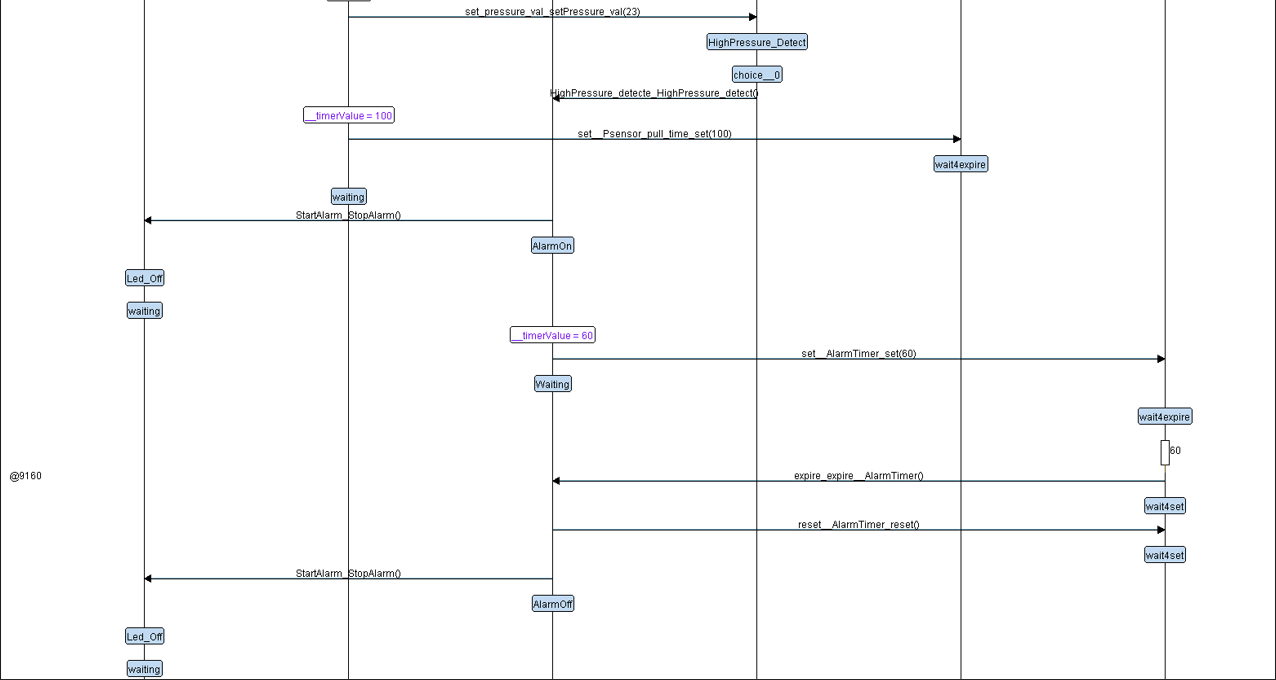 set_pressure_val_setPressure_val(23)
HighPressure_Detect
choice__0
HighPressure_detecte_HighPressure_detect()
__timerValue = 100
set__Psensor_pull_time_set(100)
wait4expire
waiting
StartAlarm_StopAlarm()
AlarmOn
Led_Off
waiting
__timerValue = 60
set__AlarmTimer_set(60)
Waiting
wait4expire
60
@9160
expire_expire__AlarmTimer()
wait4set
reset__AlarmTimer_reset()
wait4set
StartAlarm_StopAlarm()
AlarmOff
Led_Off
waiting